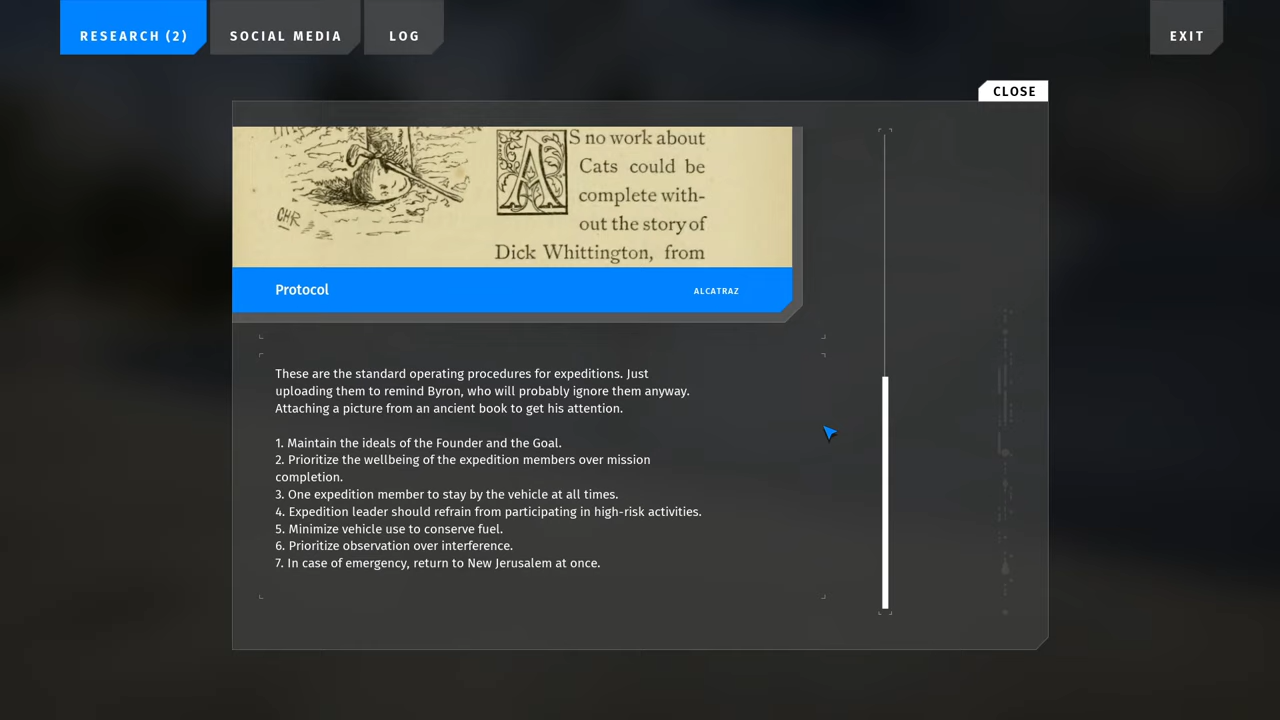 RESEARCH (2) SOCIAL MEDIA LOG EXIT
CLOSE
AS no work about
Cats could be
complete with-
out the story of
Dick Whittington, from
CHR
Protocol ALCATRAZ
These are the standard operating procedures for expeditions. Just
uploading them to remind Byron, who will probably ignore them anyway.
Attaching a picture from an ancient book to get his attention.
1. Maintain the ideals of the Founder and the Goal.
2. Prioritize the wellbeing of the expedition members over mission
completion.
3. One expedition member to stay by the vehicle at all times.
4. Expedition leader should refrain from participating in high-risk activities.
5. Minimize vehicle use to conserve fuel.
6. Prioritize observation over interference.
7. In case of emergency, return to New Jerusalem at once.